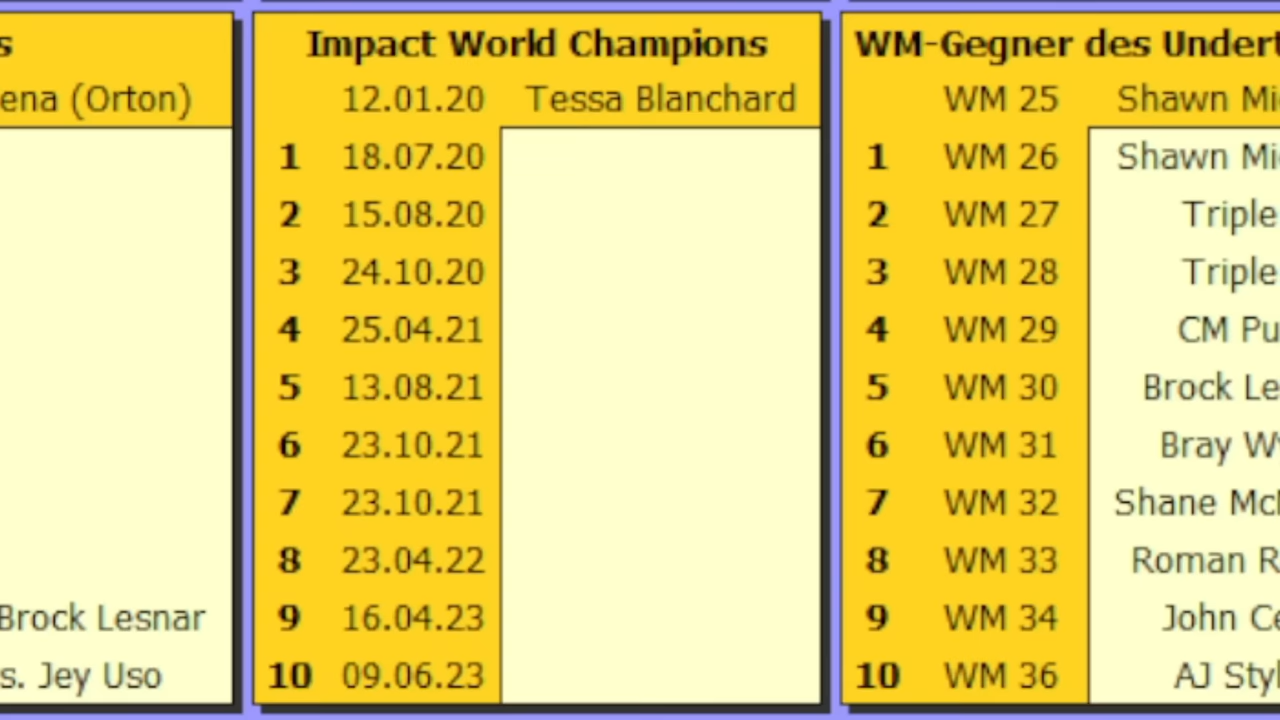 s
ena (Orton)
Brock Lesnar
s. Jey Uso
Impact World Champions
12.01.20 Tessa Blanchard
1 18.07.20
2 15.08.20
3 24.10.20
4 25.04.21
5 13.08.21
6 23.10.21
7 23.10.21
8 23.04.22
9 16.04.23
10 09.06.23
WM-Gegner des Undert
WM 25 Shawn Mi
1 WM 26 Shawn Mi
2 WM 27 Triple
3 WM 28 Triple
4 WM 29 CM Pu
5 WM 30 Brock Le
6 WM 31 Bray W
7 WM 32 Shane Mc
8 WM 33 Roman R
9 WM 34 John Ce
10 WM 36 AJ Sty